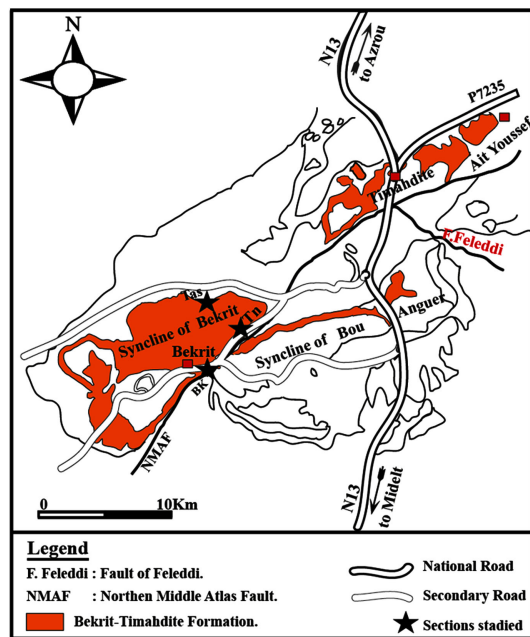 N13
to Azrou
P7235
Ait Youssef
Timahdite
F.Feleddi
Tas
Syncline of Bekrit
Tn
Anguer
Syncline of Bou
Bekrit
BK
NMAF
0 10Km
N13
to Midelt
Legend
F. Feleddi : Fault of Feleddi.
NMAF : Northen Middle Atlas Fault.
Bekrit-Timahdite Formation.
National Road
Secondary Road
Sections stadied